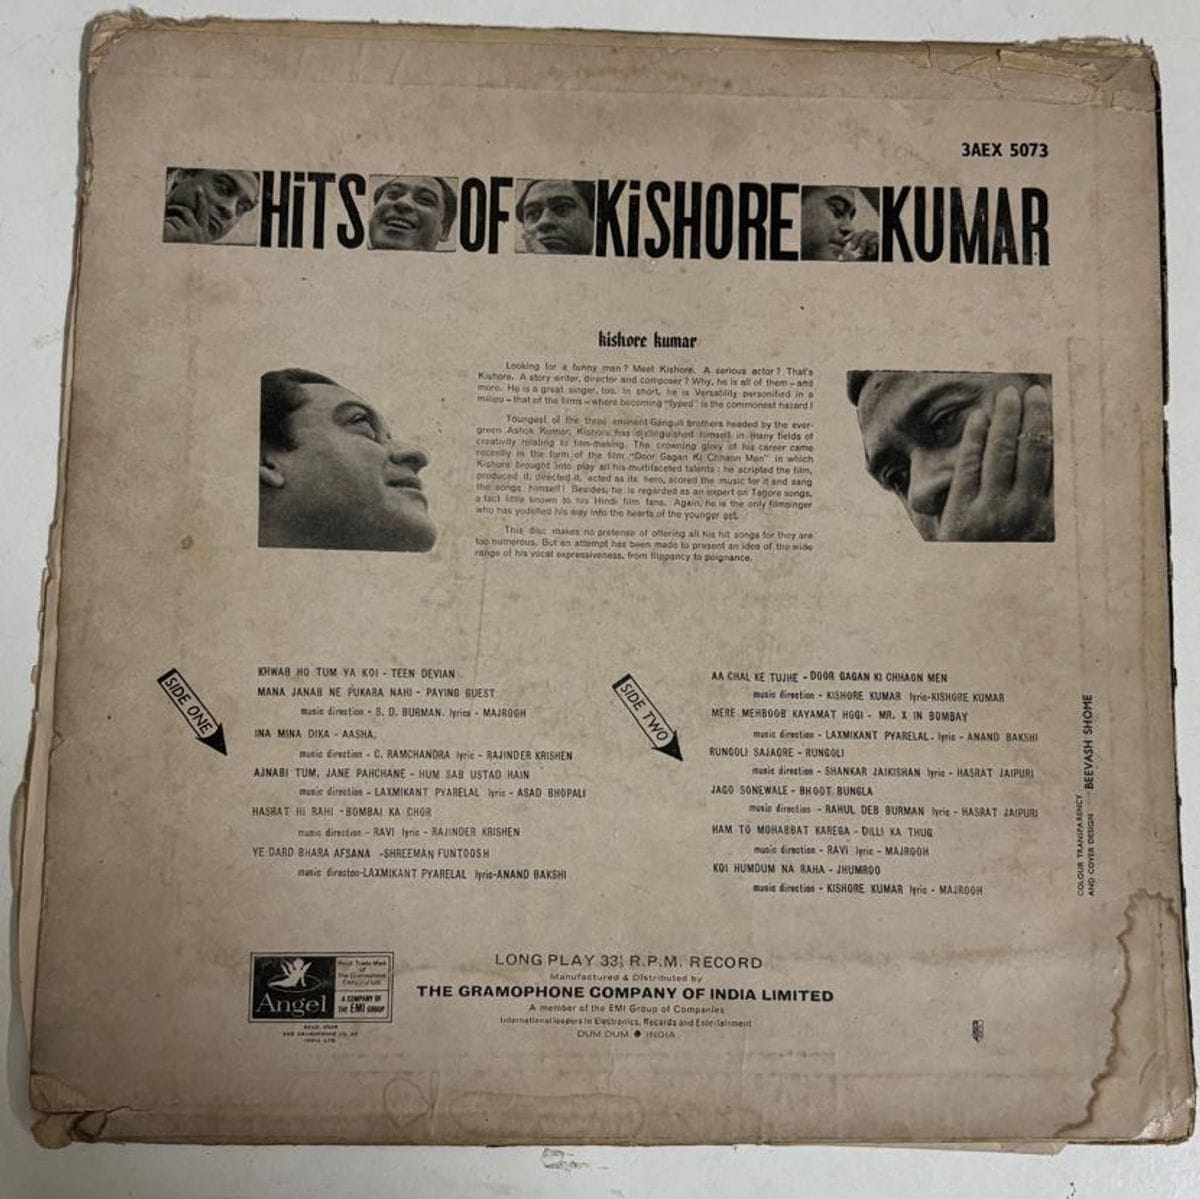 3AEX 5073
HiTS OF KiSHORE KUMAR
kishore kumar
Looking for a funny man? Meet Kishore. A serious actor? That's
Kishore. A story writer, director and composer? Why, he is all of them – and
more. He is a great singer, too. In short, he is Versatility personified in a
milieu – that of the films – where becoming "typed" is the commonest hazard!
Youngest of the three eminent Ganguli brothers headed by the ever-
green Ashok Kumar, Kishore has distinguished himself in many fields of
creativity relating to film-making. The crowning glory of his career came
recently in the form of the film "Door Gagan Ki Chhaon Men" in which
Kishore brought into play all his multifaceted talents: he scripted the film,
produced it, directed it, acted as its hero, scored the music for it and sang
the songs himself! Besides, he is regarded as an expert on Tagore songs,
a fact little known to his Hindi film fans. Again, he is the only filmsinger
who has yodelled his way into the hearts of the younger set.
This disc makes no pretense of offering all his hit songs for they are
too numerous. But an attempt has been made to present an idea of the wide
range of his vocal expressiveness, from flippancy to poignance.
SIDE ONE
KHWAB HO TUM YA KOI - TEEN DEVIAN
MANA JANAB NE PUKARA NAHI - PAYING GUEST
music direction - S. D. BURMAN. lyrics - MAJROOH
INA MINA DIKA - AASHA.
music direction - C. RAMCHANDRA lyric - RAJINDER KRISHEN
AJNABI TUM, JANE PAHCHANE - HUM SAB USTAD HAIN
music direction - LAXMIKANT PYARELAL lyric - ASAD BHOPALI
HASRAT HI RAHI - BOMBAI KA CHOR
music direction - RAVI lyric - RAJINDER KRISHEN
YE DARD BHARA AFSANA -SHREEMAN FUNTOOSH
music directon-LAXMIKANT PYARELAL lyric-ANAND BAKSHI
SIDE TWO
AA CHAL KE TUJHE - DOOR GAGAN KI CHHAON MEN
music direction - KISHORE KUMAR lyric-KISHORE KUMAR
MERE MEHBOOB KAYAMAT HOGI - MR. X IN BOMBAY
music direction - LAXMIKANT PYARELAL. lyric - ANAND BAKSHI
RUNGOLI SAJAORE - RUNGOLI
music direction - SHANKAR JAIKISHAN lyric - HASRAT JAIPURI
JAGO SONEWALE - BHOOT BUNGLA
music direction - RAHUL DEB BURMAN lyric - HASRAT JAIPURI
HAM TO MOHABBAT KAREGA - DILLI KA THUG
music direction - RAVI lyric - MAJROOH
KOI HUMDUM NA RAHA - JHUMROO
music direction - KISHORE KUMAR lyric - MAJROOH
COLOUR TRANSPARENCY
AND COVER DESIGN BEEVASH SHOME
Angel
Regd. Trade Mark
of The Gramophone
Company Ltd.
A COMPANY OF
THE EMI GROUP
REGD. USER
THE GRAMOPHONE CO. OF
INDIA LTD.
LONG PLAY 33⅓ R.P.M. RECORD
Manufactured & Distributed by
THE GRAMOPHONE COMPANY OF INDIA LIMITED
A member of the EMI Group of Companies
International leaders in Electronics, Records and Entertainment
DUM DUM ● INDIA